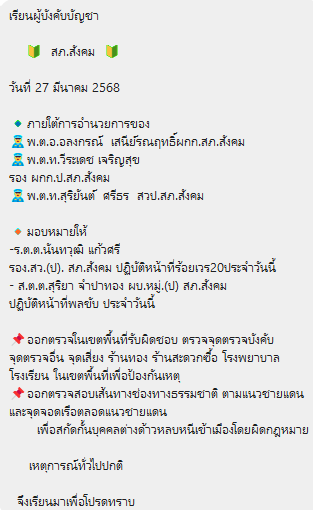 เรียนผู้บังคับบัญชา
🔰 สภ.สังคม 🔰
วันที่ 27 มีนาคม 2568
🔹ภายใต้การอำนวยการของ
👮พ.ต.อ.อลงกรณ์ เสนีย์รณฤทธิ์ผกก.สภ.สังคม
👮พ.ต.ท.วีระเดช เจริญสุข
รอง ผกก.ป.สภ.สังคม
👮พ.ต.ท.สุริยันต์ ศรีธร สวป.สภ.สังคม
🔸มอบหมายให้
-ร.ต.ต.นันทวุฒิ แก้วศรี
รอง.สว.(ป). สภ.สังคม ปฏิบัติหน้าที่ร้อยเวร20ประจำวันนี้
- ส.ต.ต.สุริยา จำปาทอง ผบ.หมู่.(ป) สภ.สังคม
ปฏิบัติหน้าที่พลขับ ประจำวันนี้
📌ออกตรวจในเขตพื้นที่รับผิดชอบ ตรวจจุดตรวจบังคับ
จุดตรวจอื่น จุดเสี่ยง ร้านทอง ร้านสะดวกซื้อ โรงพยาบาล
โรงเรียน ในเขตพื้นที่เพื่อป้องกันเหตุ
📌ออกตรวจสอบเส้นทางช่องทางธรรมชาติ ตามแนวชายแดน
และจุดจอดเรือตลอดแนวชายแดน
เพื่อสกัดกั้นบุคคลต่างด้าวหลบหนีเข้าเมืองโดยผิดกฎหมาย
เหตุการณ์ทั่วไปปกติ
จึงเรียนมาเพื่อโปรดทราบ